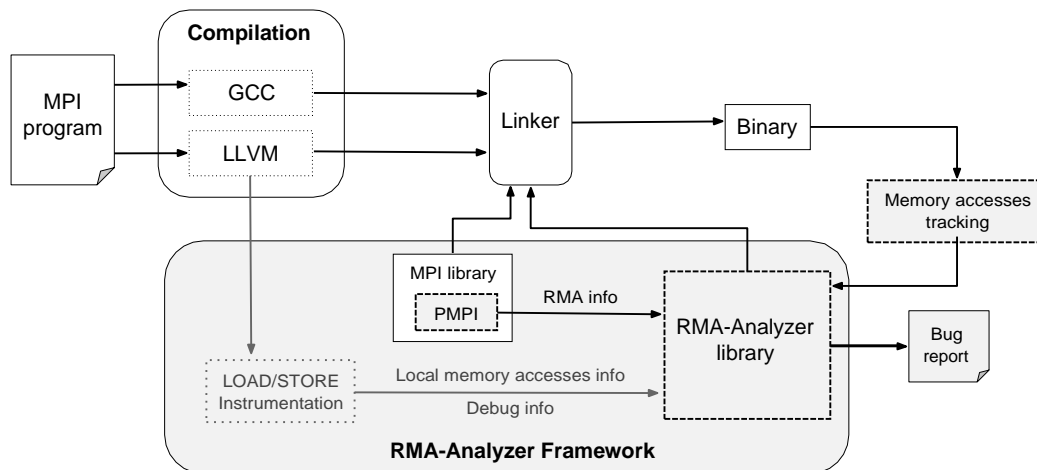 Compilation
MPI
program
GCC
LLVM
Linker
Binary
Memory accesses
tracking
MPI library
PMPI
RMA info
RMA-Analyzer
library
Bug
report
LOAD/STORE
Instrumentation
Local memory accesses info
Debug info
RMA-Analyzer Framework